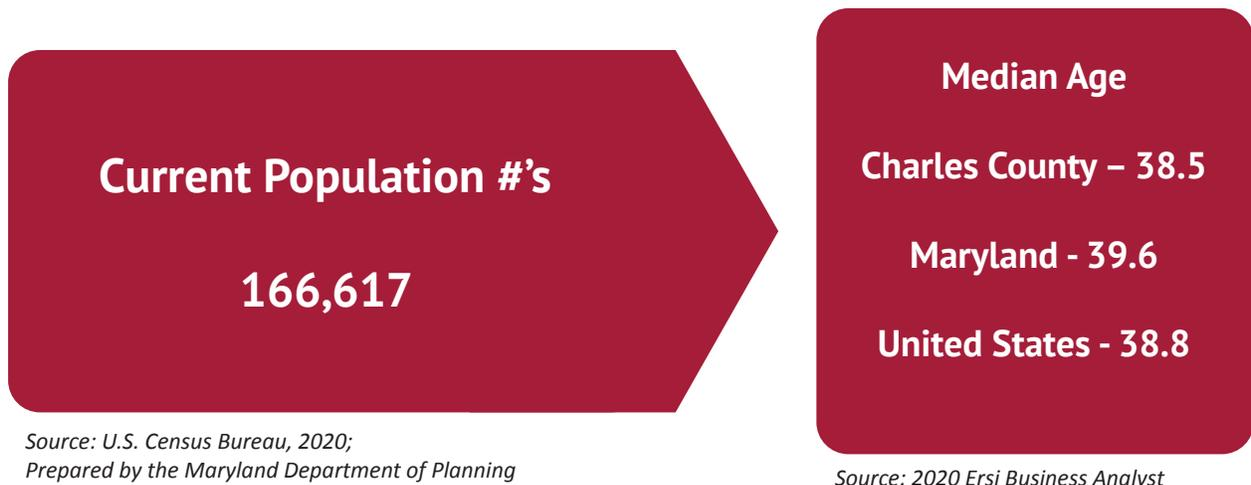 Current Population #’s
166,617
Source: U.S. Census Bureau, 2020;
Prepared by the Maryland Department of Planning
Median Age
Charles County – 38.5
Maryland - 39.6
United States - 38.8
Source: 2020 Ersi Business Analyst